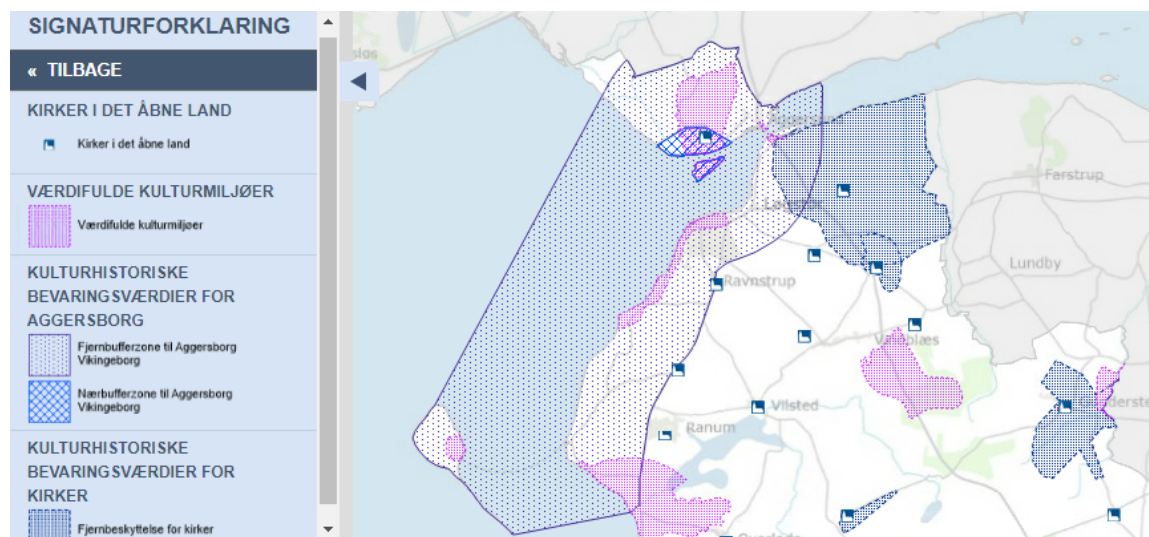 SIGNATURFORKLARING
« TILBAGE
KIRKER I DET ÅBNE LAND
Kirker i det åbne land
VÆRDIFULDE KULTURMILJØER
Værdifulde kulturmiljøer
KULTURHISTORISKE
BEVARINGSVÆRDIER FOR
AGGERSBORG
Fjernbufferzone til Aggersborg
Vikingeborg
Nærbufferzone til Aggersborg
Vikingeborg
KULTURHISTORISKE
BEVARINGSVÆRDIER FOR
KIRKER
Fjernbeskyttelse for kirker
Farstrup
Lundby
Ravnstrup
Vilsted
Ranum